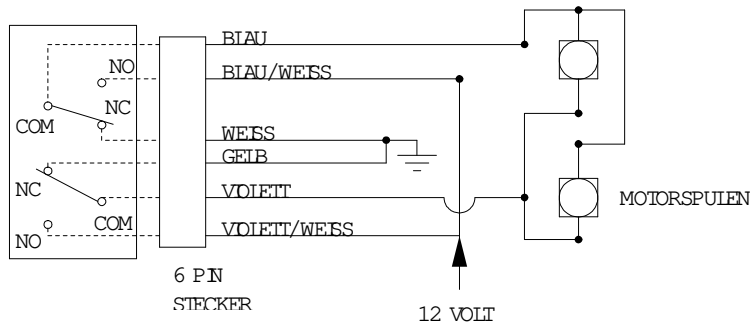 BLAU
NO
BLAU/WEISS
NC
COM
WEISS
GELB
NC
VIOLETT
MOTORSPULEN
COM
NO
VIOLETT/WEISS
6 PIN
STECKER
12 VOLT